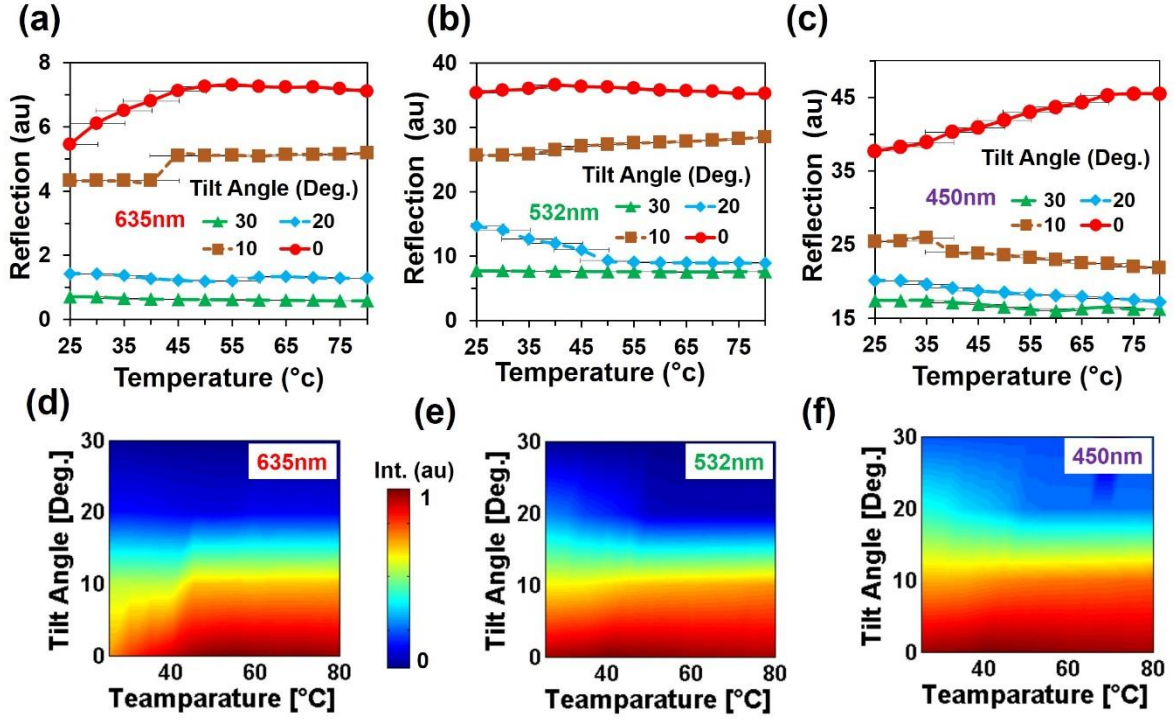 (a)
Reflection (au)
8
6
4
2
0
Tilt Angle (Deg.)
635nm
30
20
10
0
25 35 45 55 65 75
Temperature (°c)
(b)
Reflection (au)
40
30
20
10
0
Tilt Angle (Deg.)
532nm
30
20
10
0
25 35 45 55 65 75
Temperature (°c)
(c)
Reflection (au)
45
35
25
15
Tilt Angle (Deg.)
450nm
30
20
10
0
25 35 45 55 65 75
Temperature (°c)
(d)
Tilt Angle [Deg.]
30
20
10
0
635nm
40 60 80
Teamparature [°C]
Int. (au)
1
0
(e)
Tilt Angle [Deg.]
30
20
10
0
532nm
40 60 80
Teamparature [°C]
(f)
Tilt Angle [Deg.]
30
20
10
0
450nm
40 60 80
Teamparature [°C]